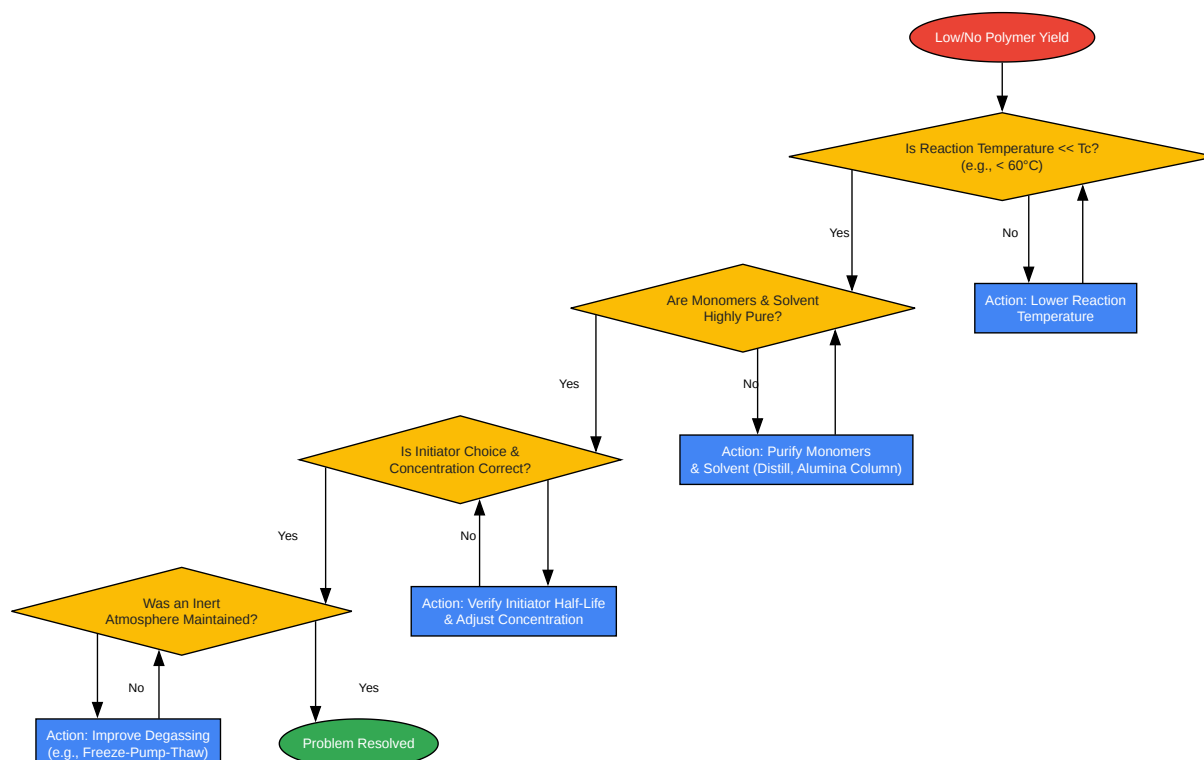 Low/No Polymer Yield
Is Reaction Temperature << Tc?
(e.g., < 60°C)
Yes
No
Are Monomers & Solvent
Highly Pure?
Action: Lower Reaction
Temperature
Yes
No
Is Initiator Choice &
Concentration Correct?
Action: Purify Monomers
& Solvent (Distill, Alumina Column)
Yes
No
Was an Inert
Atmosphere Maintained?
Action: Verify Initiator Half-Life
& Adjust Concentration
No
Yes
Action: Improve Degassing
(e.g., Freeze-Pump-Thaw)
Problem Resolved